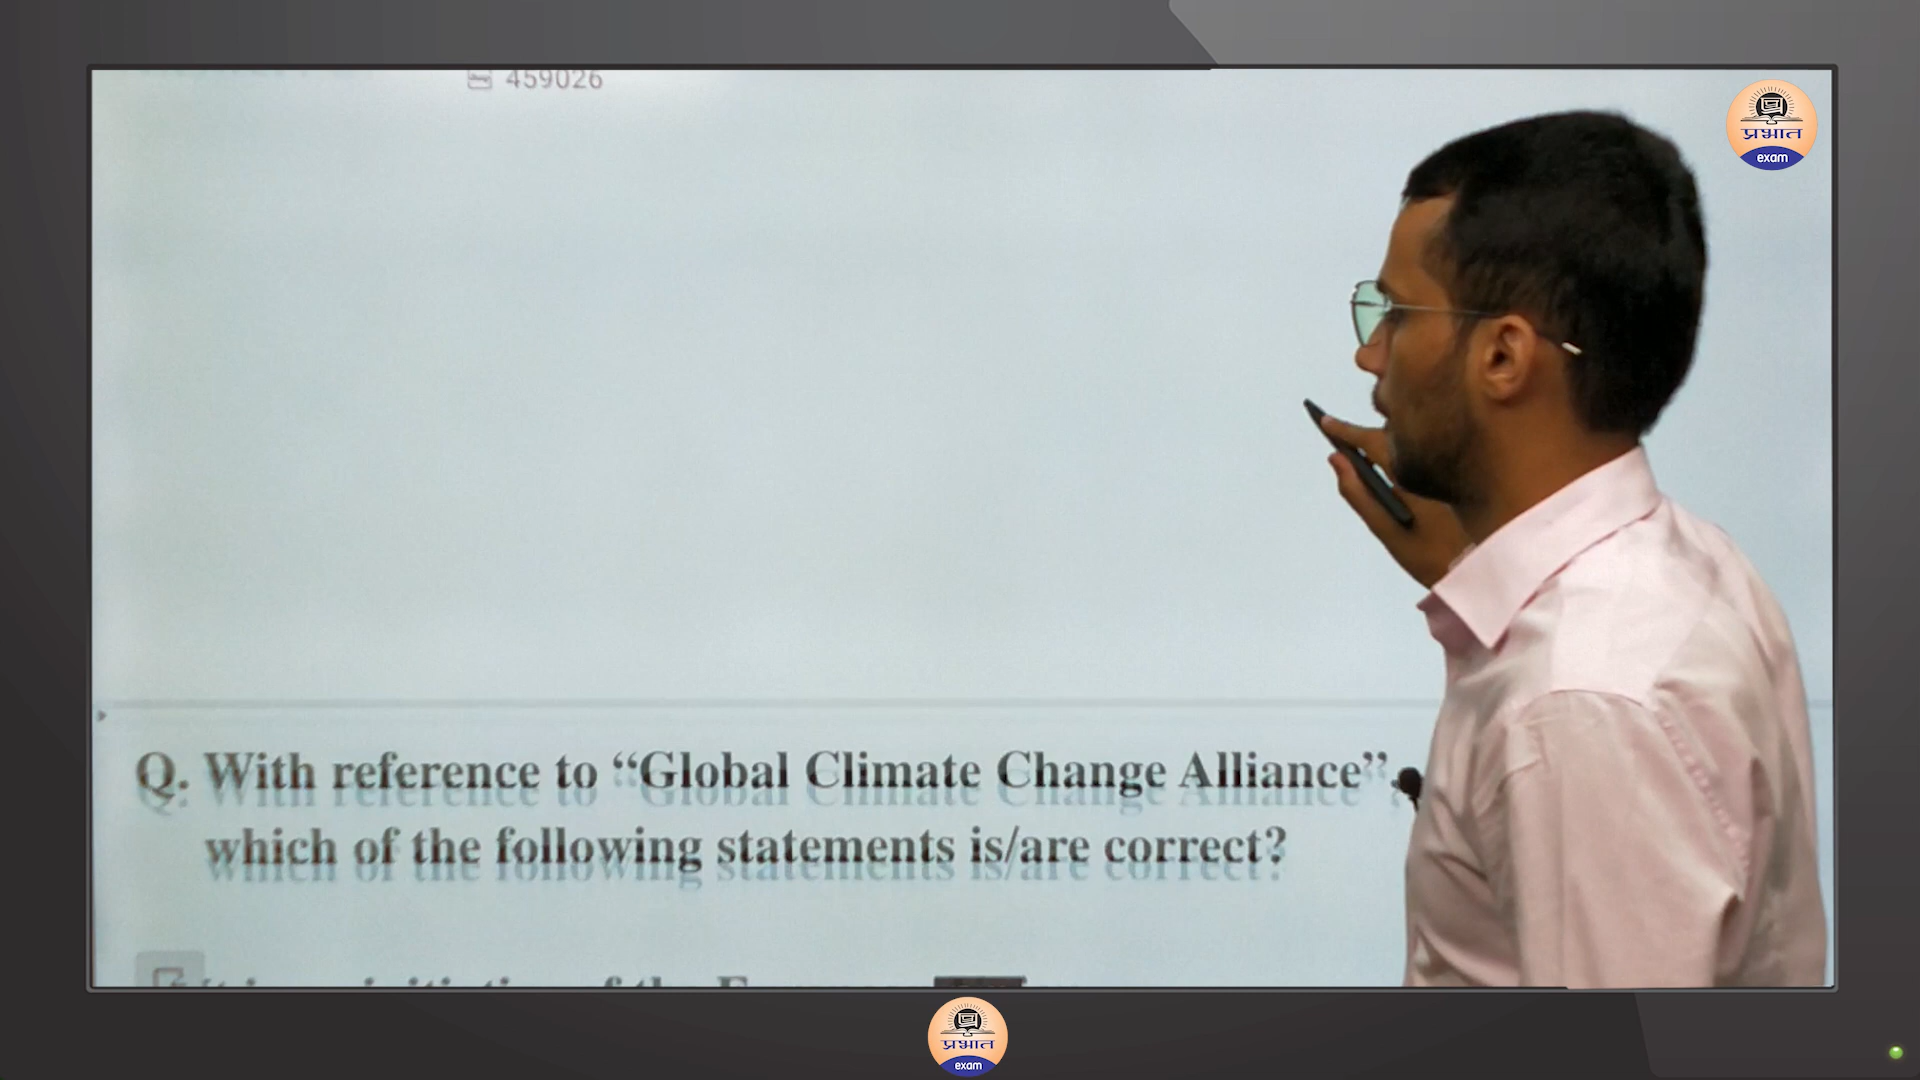 459026
प्रभात
exam
Q. With reference to “Global Climate Change Alliance”,
which of the following statements is/are correct?
प्रभात
exam